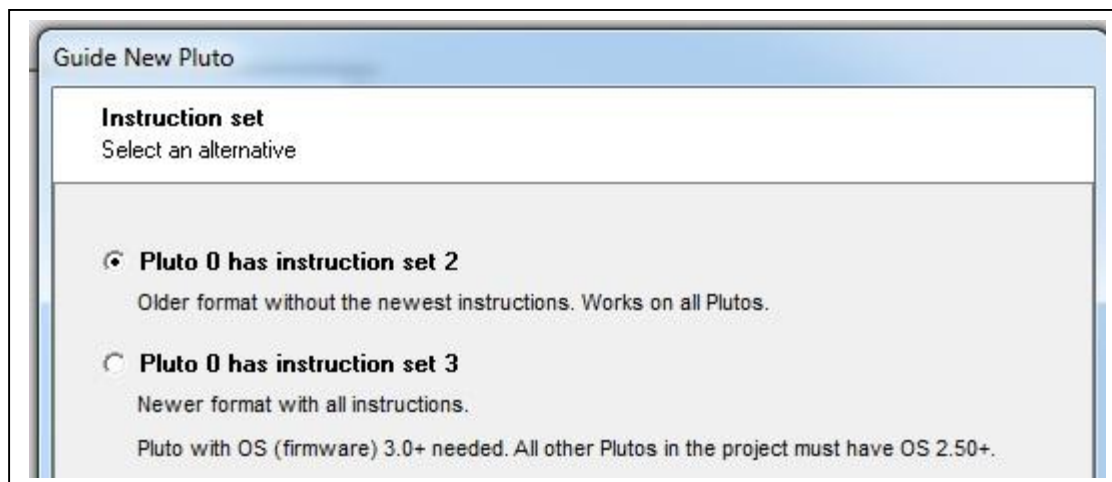 Guide New Pluto
Instruction set
Select an alternative
Pluto 0 has instruction set 2
Older format without the newest instructions. Works on all Plutos.
Pluto 0 has instruction set 3
Newer format with all instructions.
Pluto with OS (firmware) 3.0+ needed. All other Plutos in the project must have OS 2.50+.